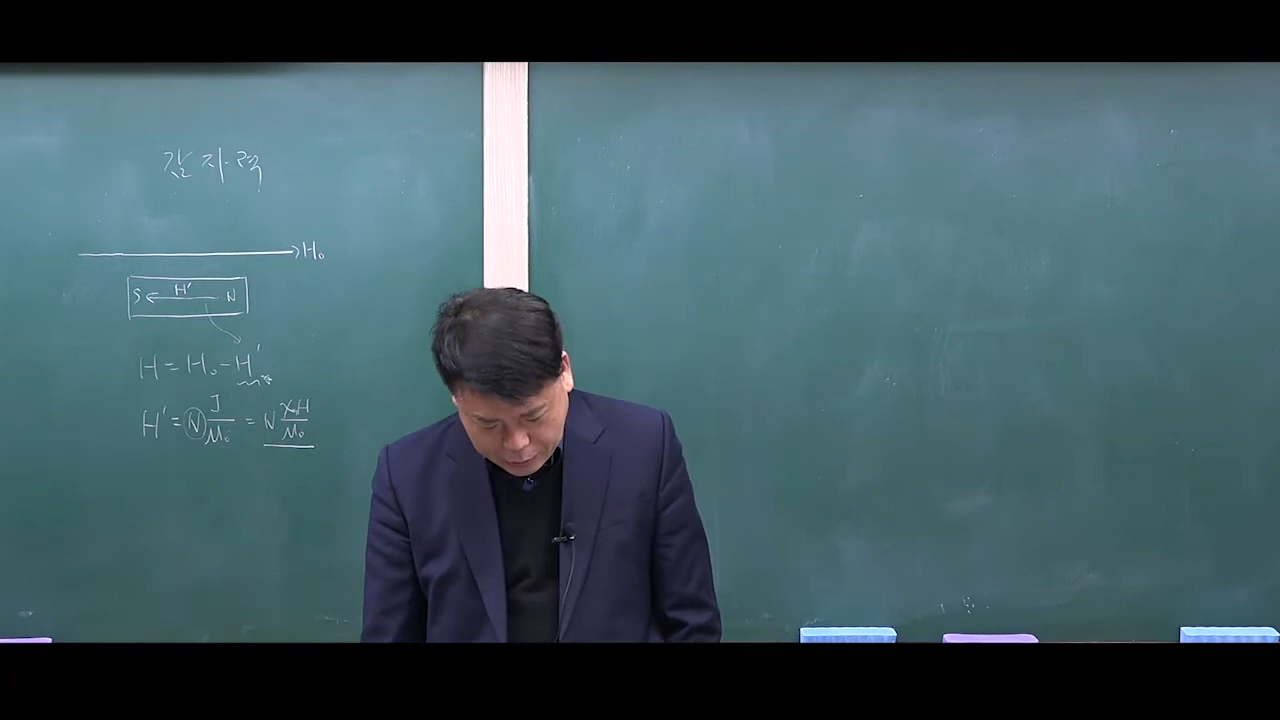 감자력
H₀
S H' N
H = H₀ - H'
H' = N J/μ₀ = N χH/μ₀